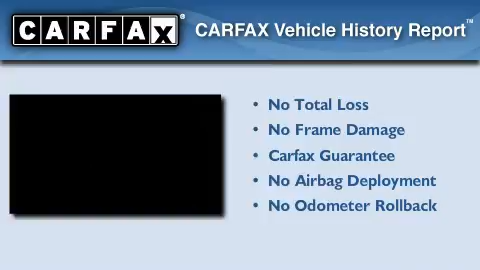 CARFAX® CARFAX Vehicle History Report™
• No Total Loss
• No Frame Damage
• Carfax Guarantee
• No Airbag Deployment
• No Odometer Rollback